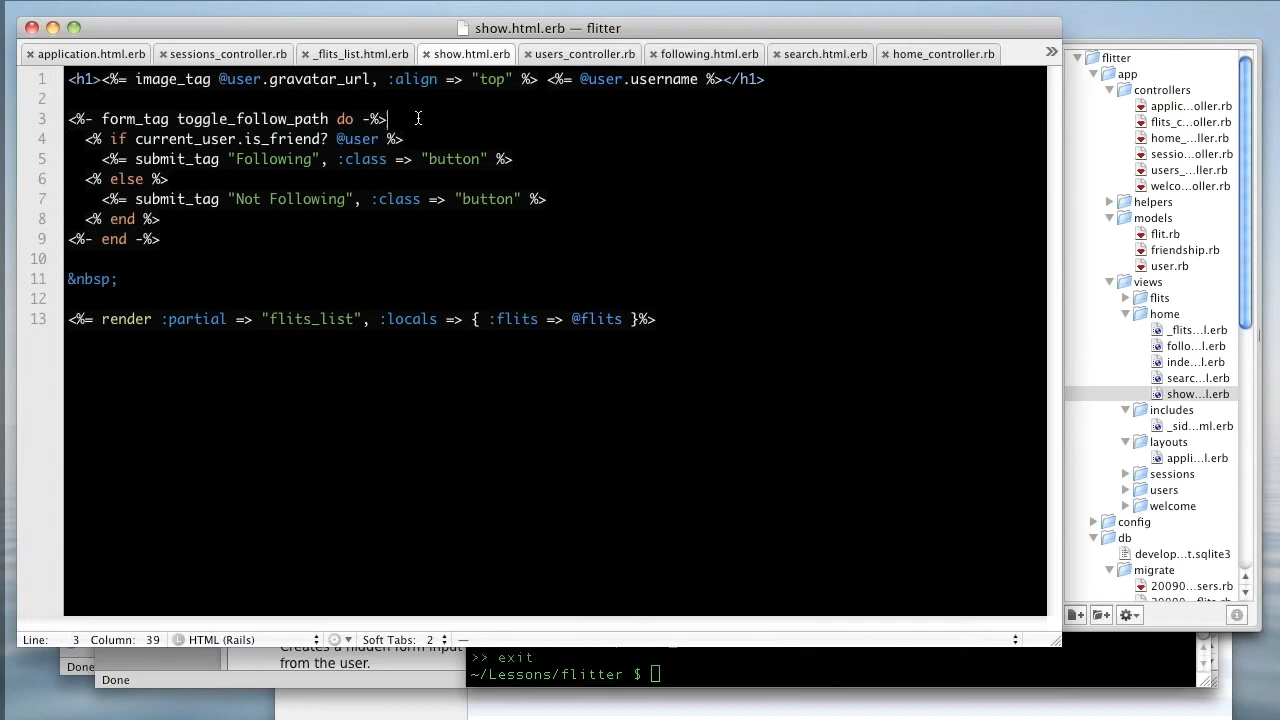 show.html.erb — flitter
application.html.erb sessions_controller.rb _flits_list.html.erb show.html.erb users_controller.rb following.html.erb search.html.erb home_controller.rb
1 <h1><%= image_tag @user.gravatar_url, :align => "top" %> <%= @user.username %></h1>
2
3 <%- form_tag toggle_follow_path do -%>
4 <% if current_user.is_friend? @user %>
5 <%= submit_tag "Following", :class => "button" %>
6 <% else %>
7 <%= submit_tag "Not Following", :class => "button" %>
8 <% end %>
9 <%- end -%>
10
11 &nbsp;
12
13 <%= render :partial => "flits_list", :locals => { :flits => @flits }%>
Line: 3 Column: 39 HTML (Rails) Soft Tabs: 2 —
flitter
app
controllers
applic...oller.rb
flits_c...oller.rb
home_...ller.rb
sessio...oller.rb
users_...ller.rb
welco...oller.rb
helpers
models
flit.rb
friendship.rb
user.rb
views
flits
home
_flits...l.erb
follo...l.erb
inde...l.erb
searc...l.erb
show...l.erb
includes
_sid...ml.erb
layouts
appli...l.erb
sessions
users
welcome
config
db
develop...t.sqlite3
migrate
20090...sers.rb
Creates a hidden form input
from the user.
Done
Done
>> exit
~/Lessons/flitter $